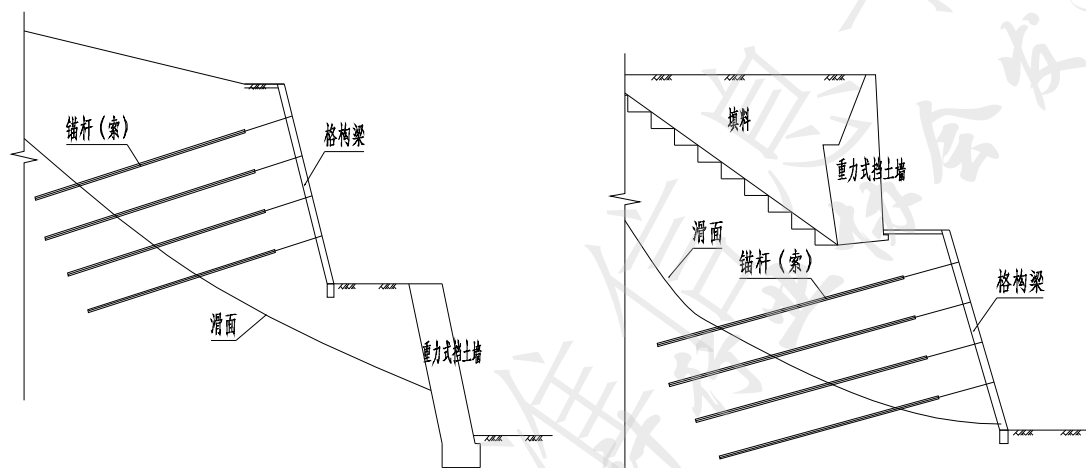 锚杆（索）
格构梁
滑面
重力式挡土墙
填料
重力式挡土墙
滑面
锚杆（索）
格构梁